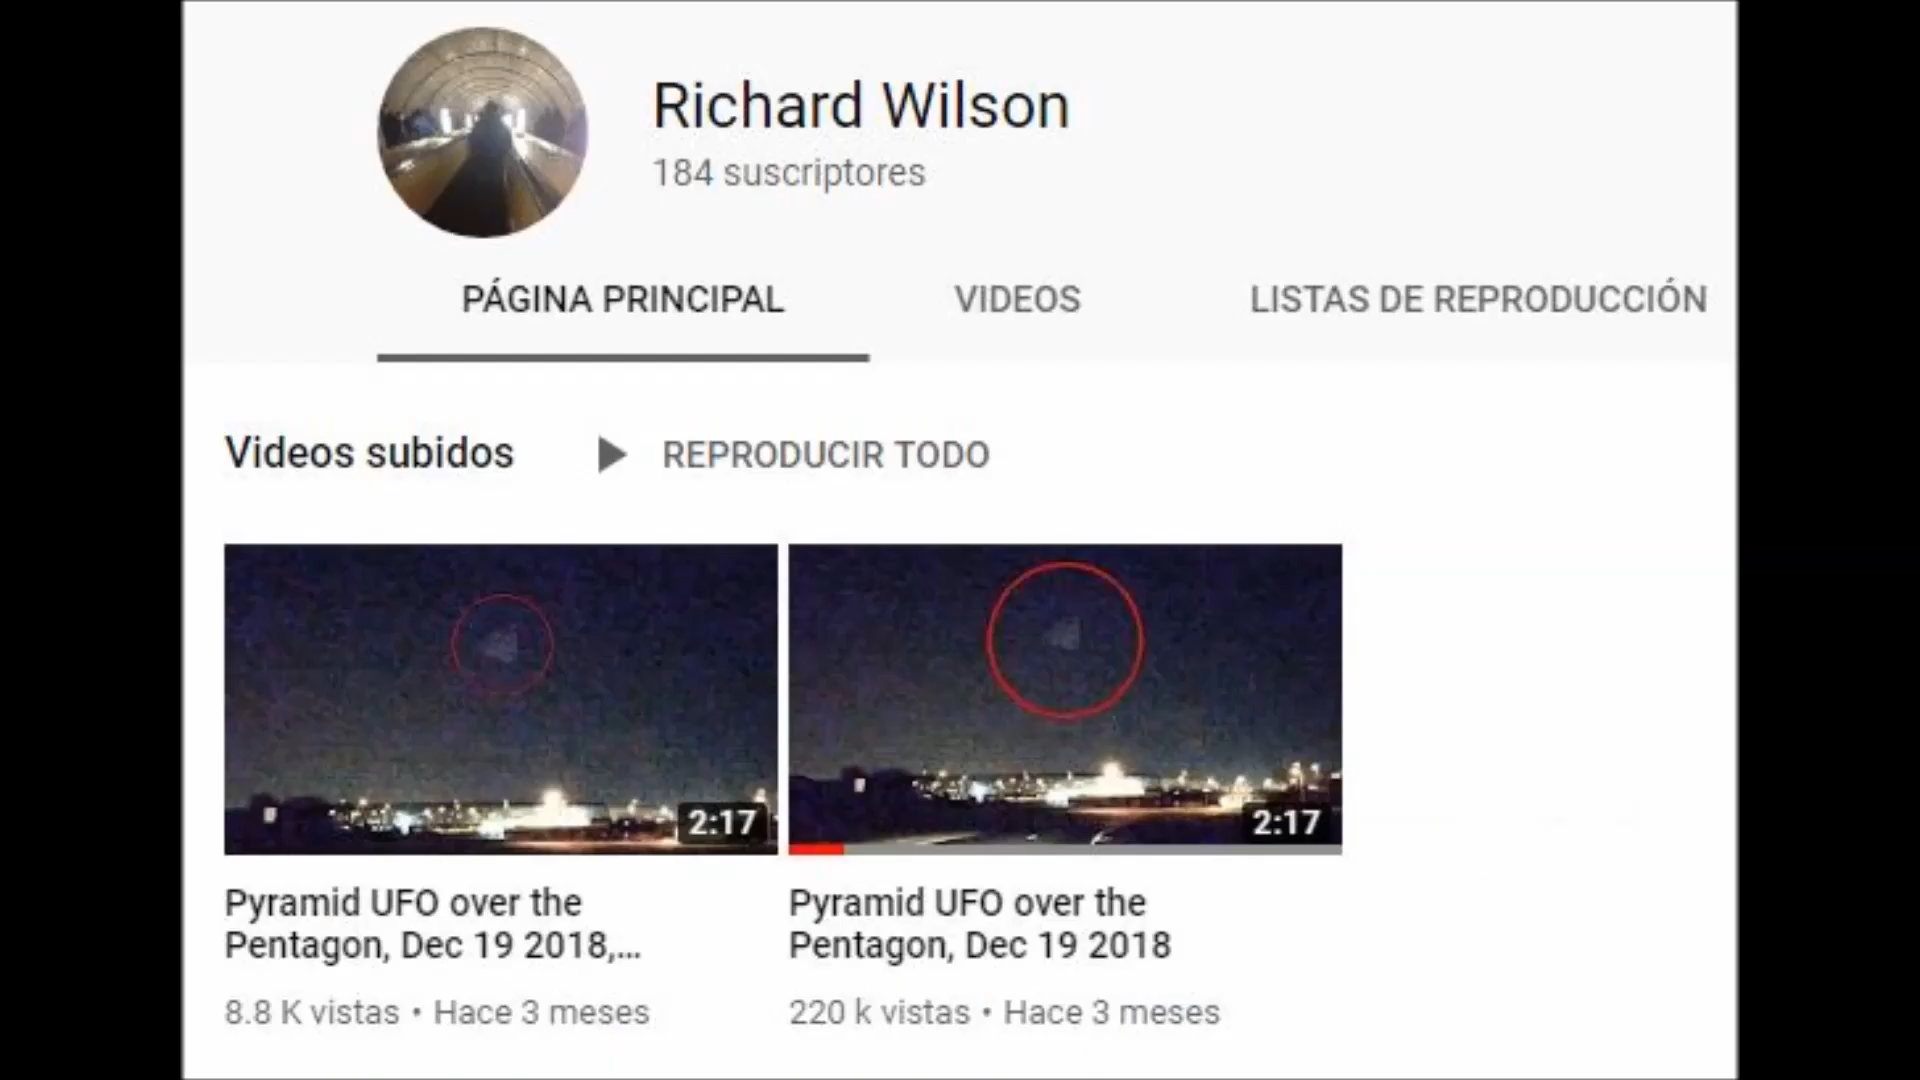 Richard Wilson
184 suscriptores
PÁGINA PRINCIPAL VIDEOS LISTAS DE REPRODUCCIÓN
Videos subidos REPRODUCIR TODO
2:17 2:17
Pyramid UFO over the
Pentagon, Dec 19 2018,...
8.8 K vistas • Hace 3 meses
Pyramid UFO over the
Pentagon, Dec 19 2018
220 k vistas • Hace 3 meses